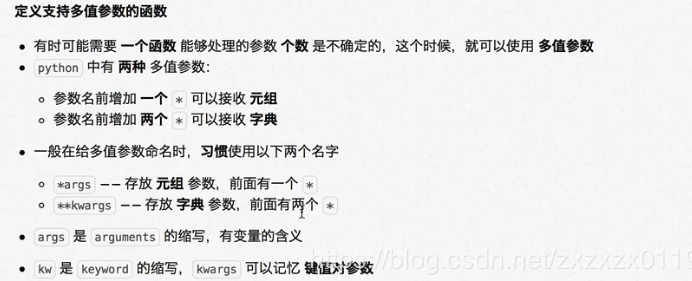 定义支持多值参数的函数
有时可能需要 一个函数 能够处理的参数 个数 是不确定的，这个时候，就可以使用 多值参数
python 中有 两种 多值参数：
参数名前增加 一个 * 可以接收 元组
参数名前增加 两个 * 可以接收 字典
一般在给多值参数命名时，习惯使用以下两个名字
*args —— 存放 元组 参数，前面有一个 *
**kwargs —— 存放 字典 参数，前面有两个 *
args 是 arguments 的缩写，有变量的含义
kw 是 keyword 的缩写，kwargs 可以记忆 键值对参数
https://blog.csdn.net/zxzxzx0119